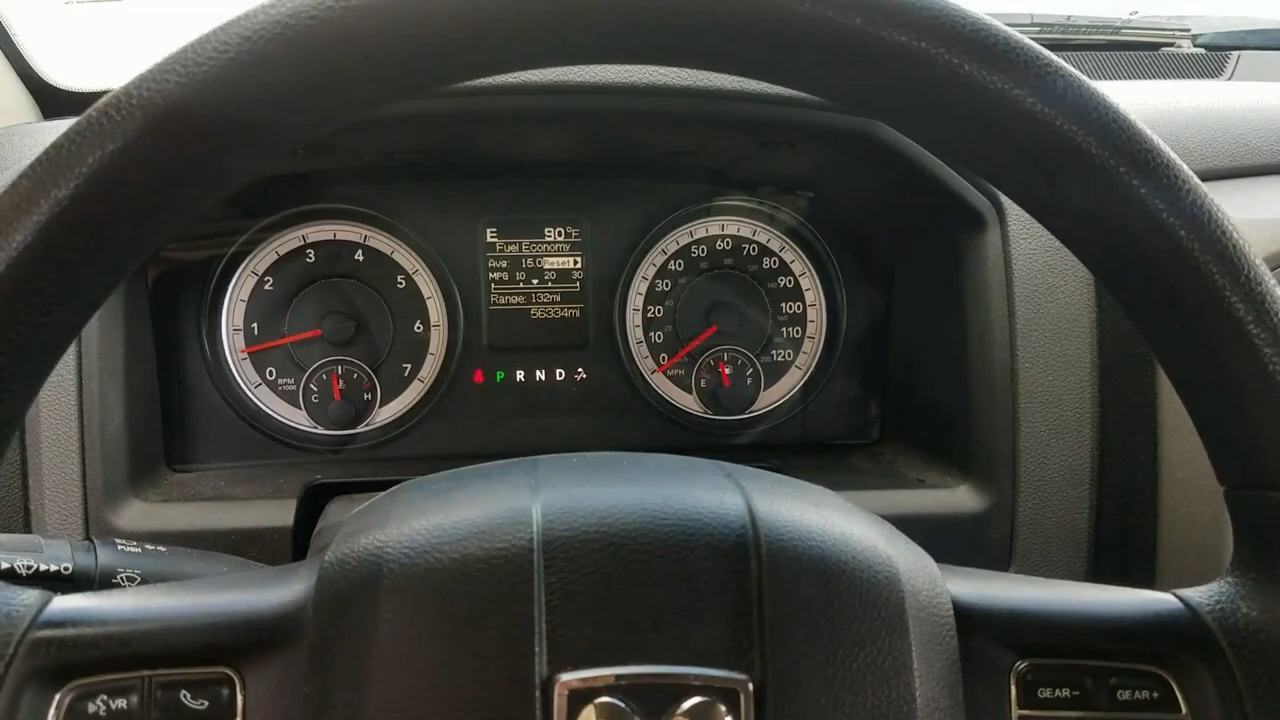 0 1 2 3 4 5 6 7
RPM
x1000
C H
E 90°F
Fuel Economy
Avg: 15.0 Reset
MPG 10 20 30
Range: 132mi
56334mi
P R N D
0 10 20 30 40 50 60 70 80 90 100 110 120
MPH
E F
PUSH
VR
GEAR-
GEAR+